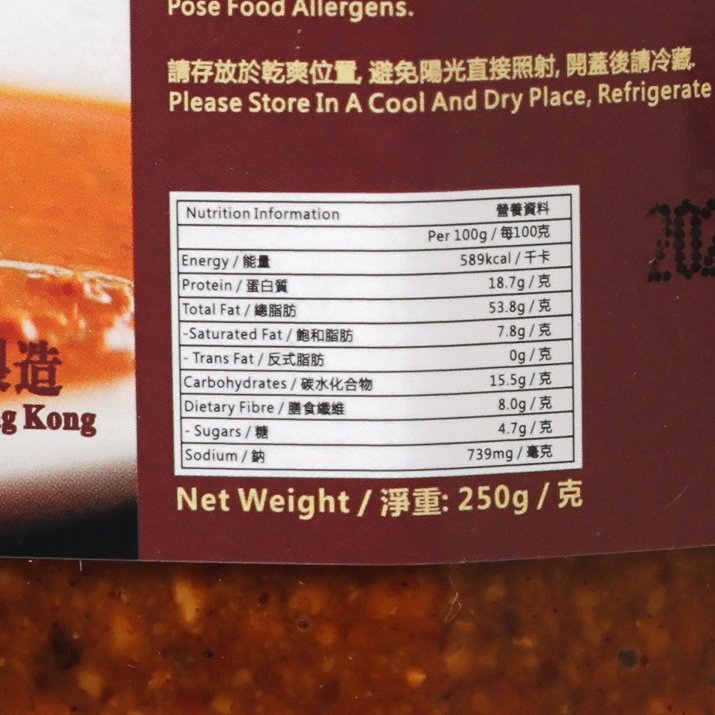 Pose Food Allergens.
請存放於乾爽位置, 避免陽光直接照射, 開蓋後請冷藏.
Please Store In A Cool And Dry Place, Refrigerate
Nutrition Information 營養資料
Per 100g / 每100克
Energy / 能量 589kcal / 千卡
Protein / 蛋白質 18.7g / 克
Total Fat / 總脂肪 53.8g / 克
-Saturated Fat / 飽和脂肪 7.8g / 克
- Trans Fat / 反式脂肪 0g / 克
Carbohydrates / 碳水化合物 15.5g / 克
Dietary Fibre / 膳食纖維 8.0g / 克
- Sugars / 糖 4.7g / 克
Sodium / 鈉 739mg / 毫克
Net Weight / 淨重: 250g / 克
造
g Kong